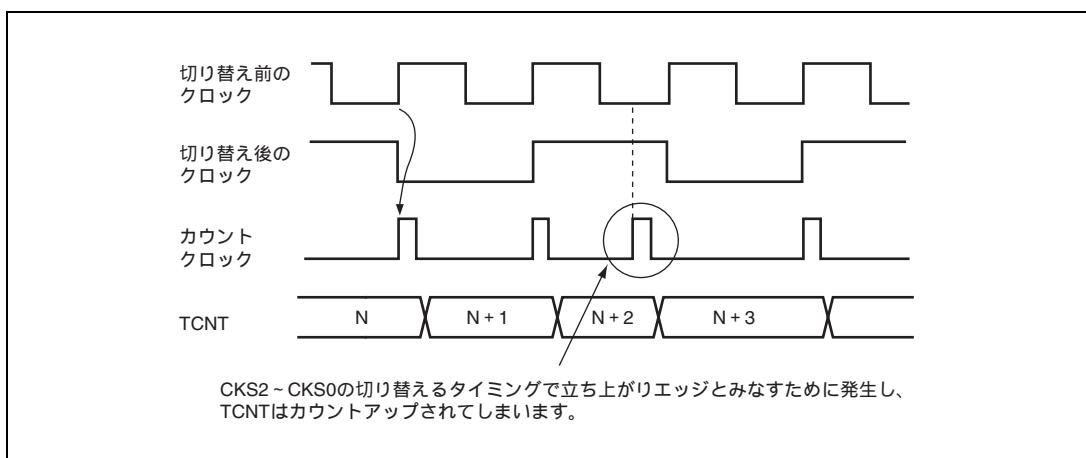 切り替え前の
クロック
切り替え後の
クロック
カウント
クロック
TCNT
N
N + 1
N + 2
N + 3
CKS2 ~ CKS0の切り替えるタイミングで立ち上がりエッジとみなすために発生し、
TCNTはカウントアップされてしまいます。